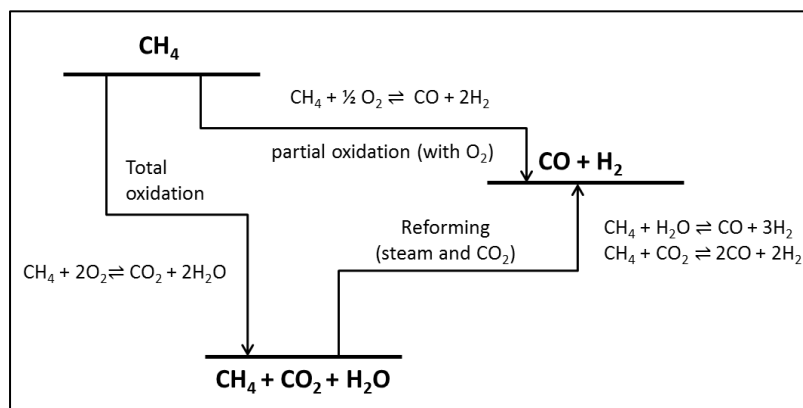 CH₄
CH₄ + ½ O₂ ⇌ CO + 2H₂
partial oxidation (with O₂)
CO + H₂
Total
oxidation
Reforming
(steam and CO₂)
CH₄ + H₂O ⇌ CO + 3H₂
CH₄ + CO₂ ⇌ 2CO + 2H₂
CH₄ + 2O₂⇌ CO₂ + 2H₂O
CH₄ + CO₂ + H₂O